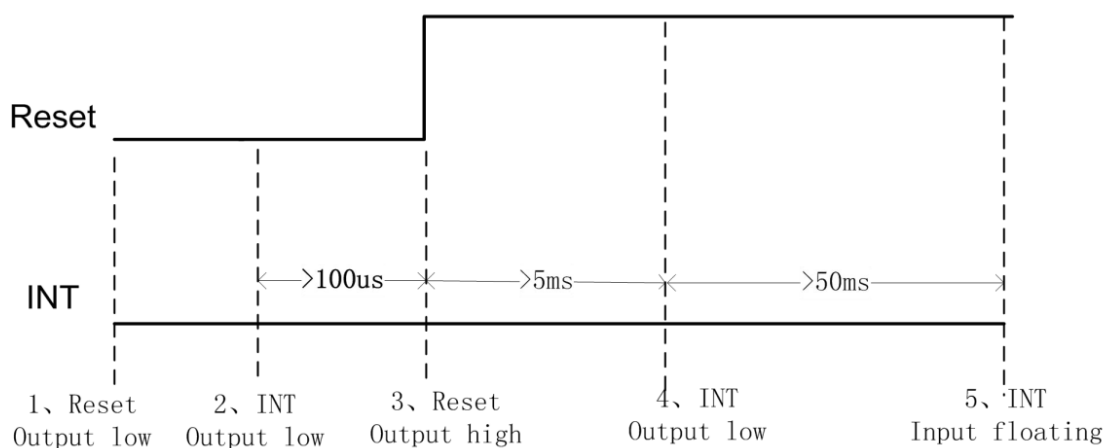 Reset
>100us
>5ms
>50ms
INT
1、Reset
Output low
2、INT
Output low
3、Reset
Output high
4、INT
Output low
5、INT
Input floating